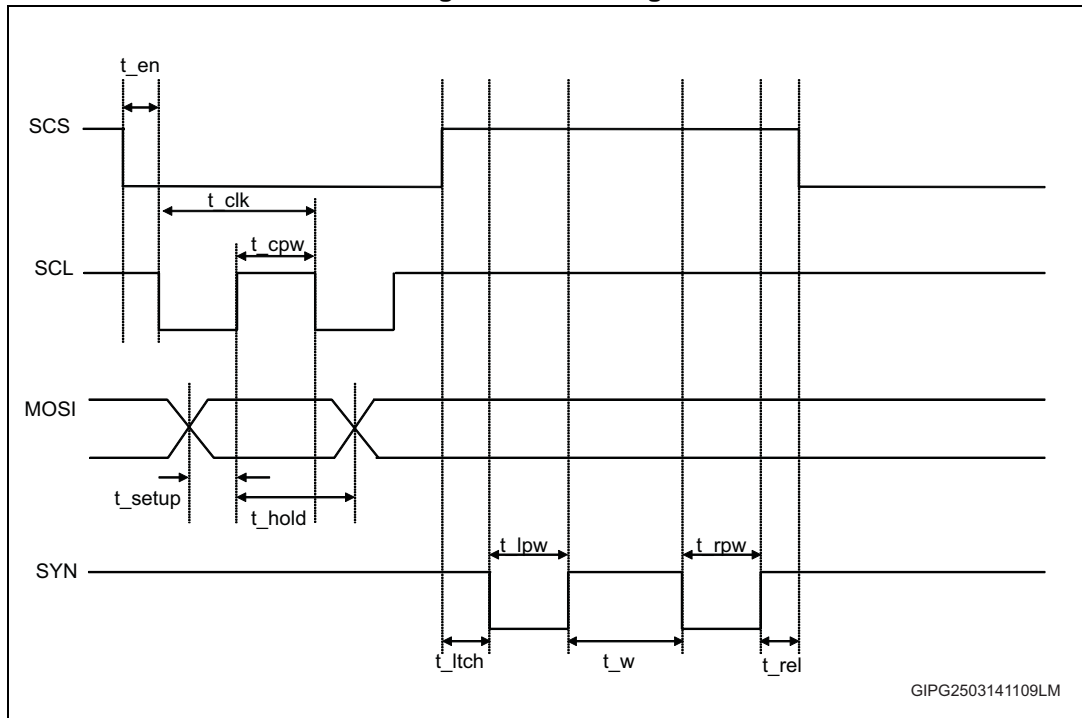 t_en
SCS
t_clk
t_cpw
SCL
MOSI
t_setup
t_hold
t_lpw
t_rpw
SYN
t_ltch
t_w
t_rel
GIPG2503141109LM